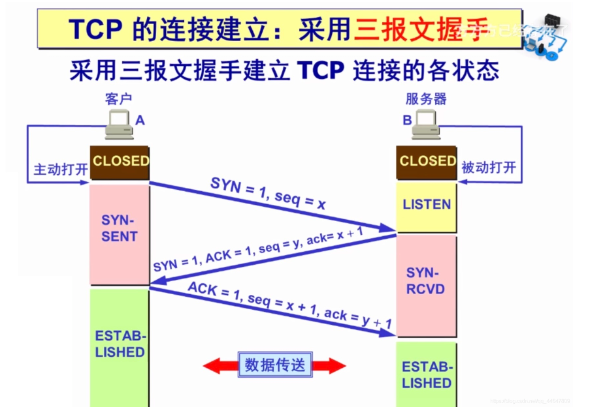 TCP 的连接建立：采用三报文握手
采用三报文握手建立 TCP 连接的各状态
客户
服务器
A
B
CLOSED
CLOSED
主动打开
被动打开
SYN = 1, seq = x
LISTEN
SYN-
SENT
SYN = 1, ACK = 1, seq = y, ack= x + 1
SYN-
RCVD
ACK = 1, seq = x + 1, ack = y + 1
ESTAB-
LISHED
数据传送
ESTAB-
LISHED